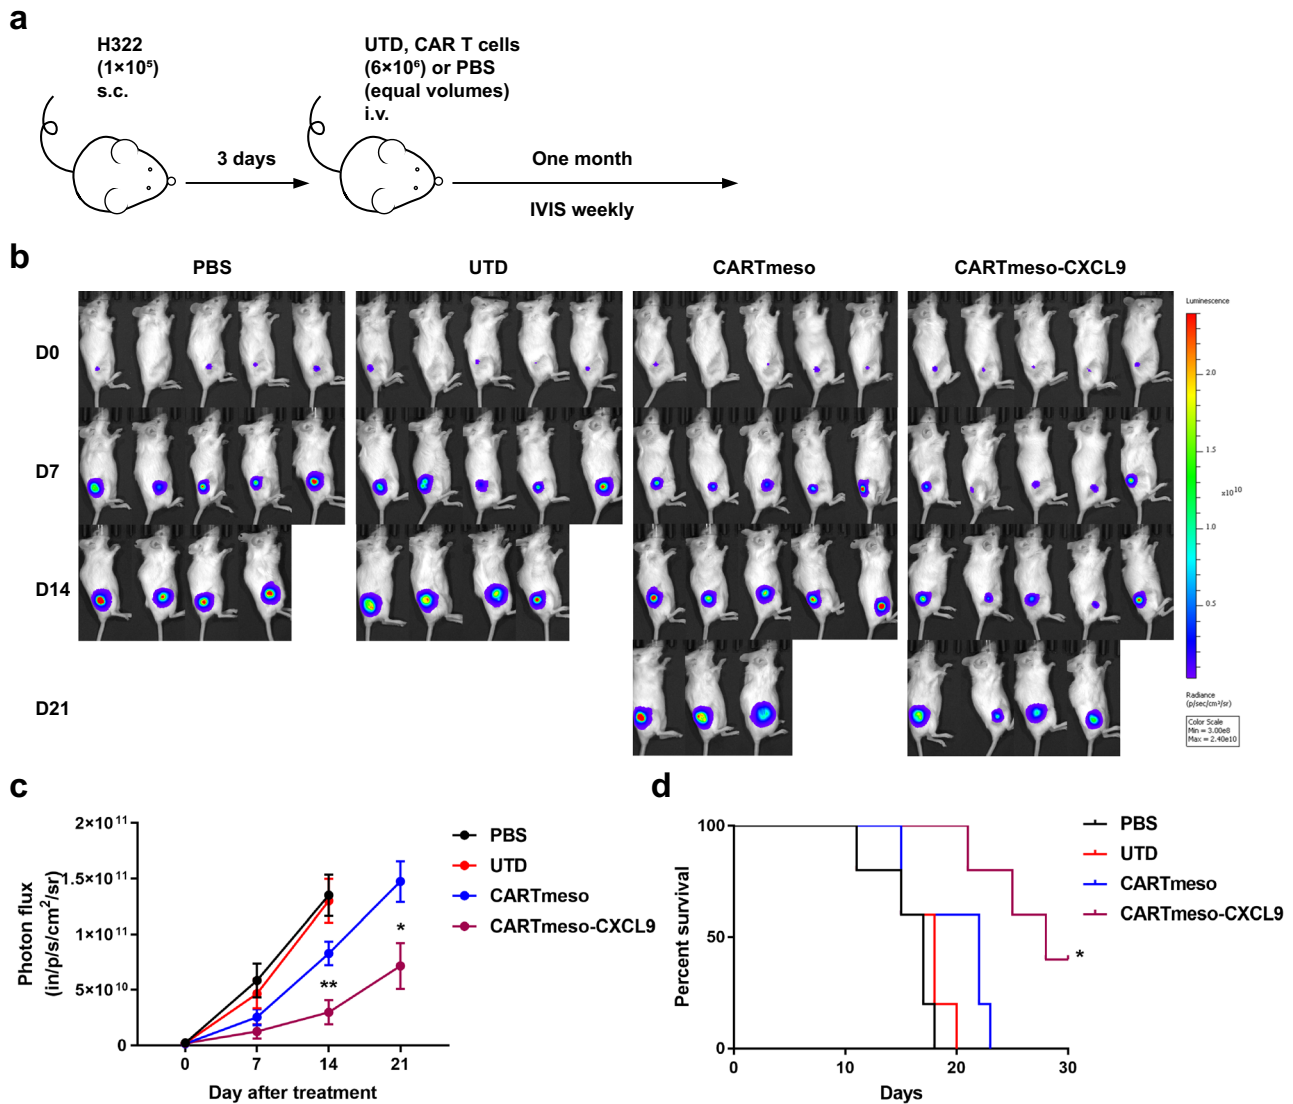 a
H322
(1×10⁵)
s.c.
UTD, CAR T cells
(6×10⁶) or PBS
(equal volumes)
i.v.
3 days
One month
IVIS weekly
b
PBS
UTD
CARTmeso
CARTmeso-CXCL9
D0
D7
D14
D21
Luminescence
2.0
1.5
x10¹⁰
1.0
0.5
Radiance
(p/sec/cm²/sr)
Color Scale
Min = 3.00e8
Max = 2.40e10
c
2×10¹¹
1.5×10¹¹
1×10¹¹
5×10¹⁰
0
Photon flux
(in/p/s/cm²/sr)
0
7
14
21
Day after treatment
**
*
PBS
UTD
CARTmeso
CARTmeso-CXCL9
d
100
50
0
Percent survival
0
10
20
30
Days
*
PBS
UTD
CARTmeso
CARTmeso-CXCL9